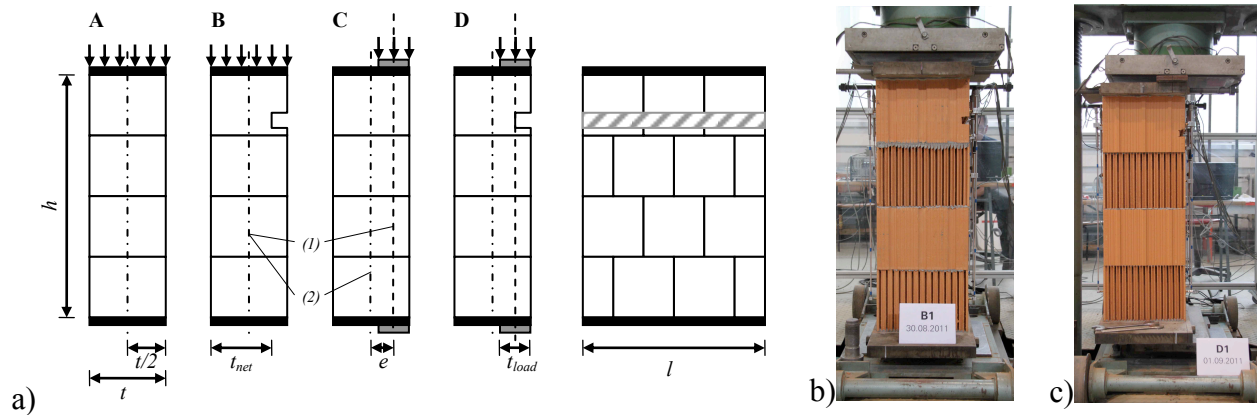 A B C D
h
(1)
(2)
t/2
t
t_net
e
t_load
l
a)
b)
B1
30.08.2011
c)
D1
01.09.2011